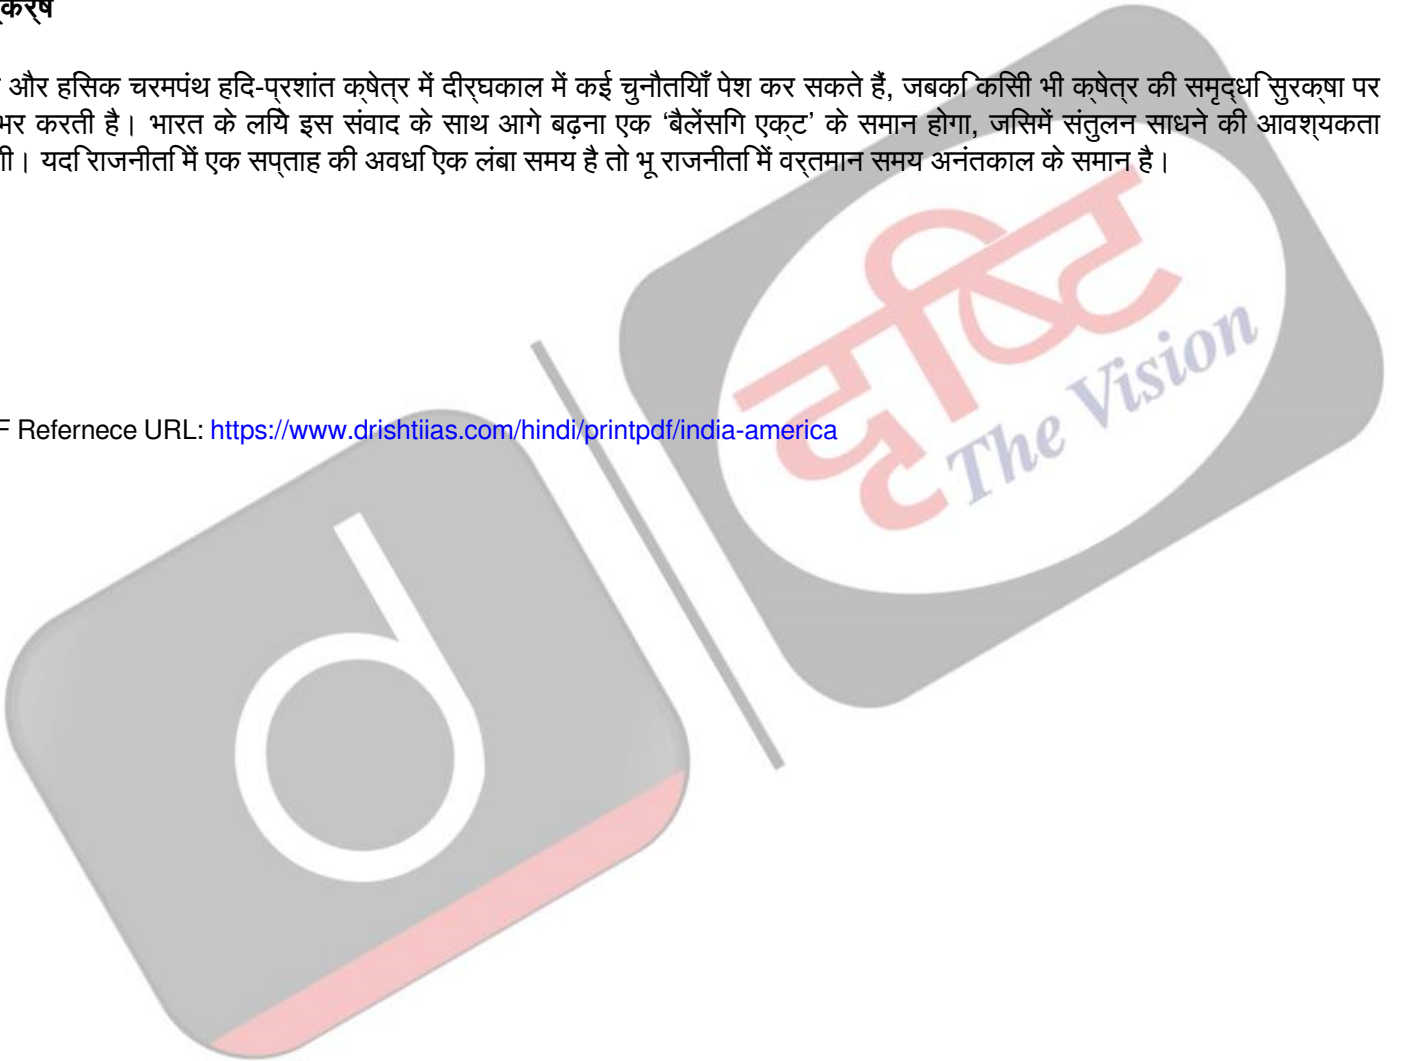 और हिंसक चरमपंथ हिंद-प्रशांत क्षेत्र में दीर्घकाल में कई चुनौतियाँ पेश कर सकते हैं, जबकि किसी भी क्षेत्र की समृद्धि सुरक्षा पर
भर करती है। भारत के लिये इस संवाद के साथ आगे बढ़ना एक ‘बैलेंसिंग एक्ट’ के समान होगा, जिसमें संतुलन साधने की आवश्यकता
गी। यदि राजनीति में एक सप्ताह की अवधि एक लंबा समय है तो भू राजनीति में वर्तमान समय अनंतकाल के समान है।
दृष्टि
The Vision
F Refernece URL: https://www.drishtiias.com/hindi/printpdf/india-america
d